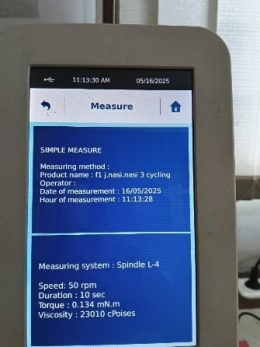 11:13:30 AM 05/16/2025
Measure
SIMPLE MEASURE
Measuring method :
Product name : f1 j.nasi.nasi 3 cycling
Operator :
Date of measurement : 16/05/2025
Hour of measurement : 11:13:28
Measuring system : Spindle L-4
Speed: 50 rpm
Duration : 10 sec
Torque : 0.134 mN.m
Viscosity : 23010 cPoises